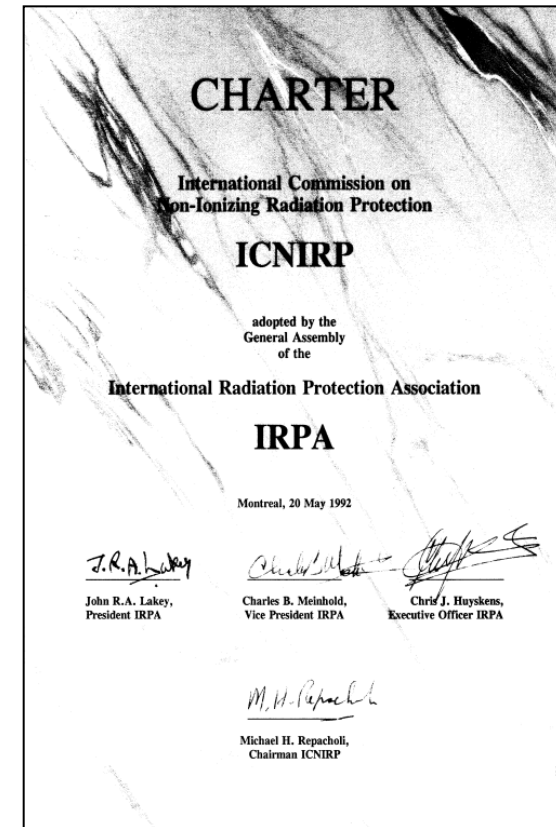 CHARTER
International Commission on
Non-Ionizing Radiation Protection
ICNIRP
adopted by the
General Assembly
of the
International Radiation Protection Association
IRPA
Montreal, 20 May 1992
J.R.A. Lakey
John R.A. Lakey,
President IRPA
Charles B. Meinhold,
Vice President IRPA
Chris J. Huyskens,
Executive Officer IRPA
M. H. Repacholi
Michael H. Repacholi,
Chairman ICNIRP